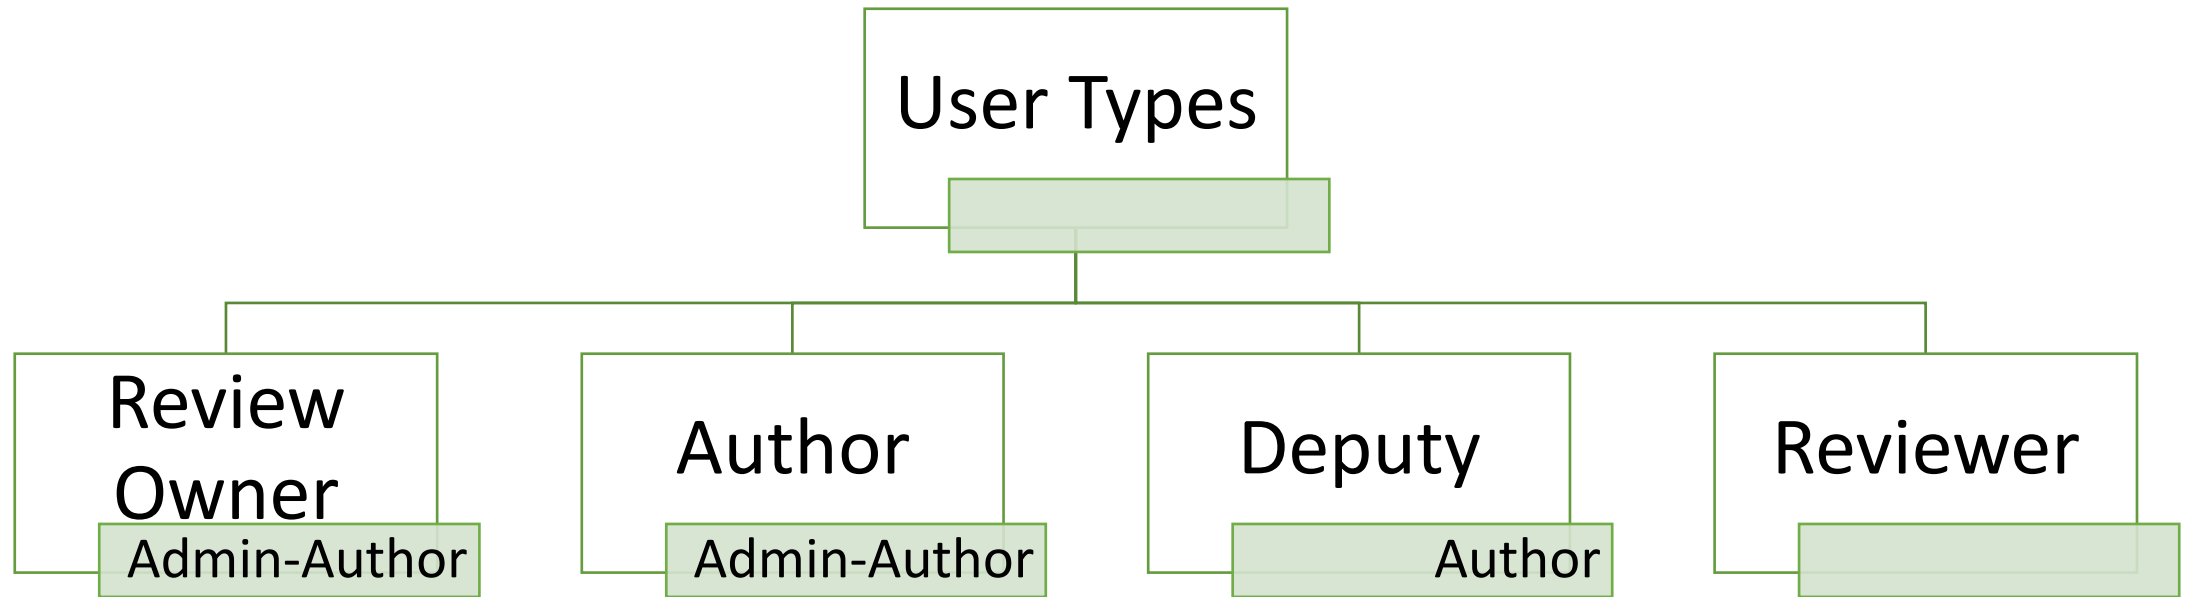 User Types
Review
Owner
Admin-Author
Author
Admin-Author
Deputy
Author
Reviewer